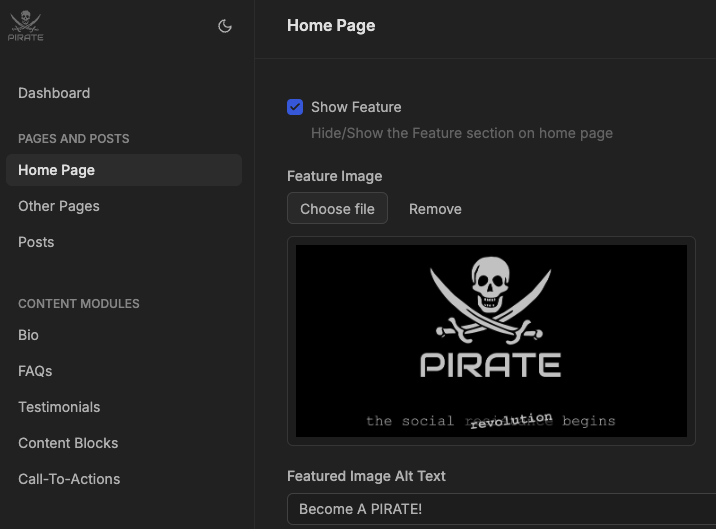 PIRATE
Dashboard
PAGES AND POSTS
Home Page
Other Pages
Posts
CONTENT MODULES
Bio
FAQs
Testimonials
Content Blocks
Call-To-Actions
Home Page
Show Feature
Hide/Show the Feature section on home page
Feature Image
Choose file Remove
PIRATE
the social revolution begins
Featured Image Alt Text
Become A PIRATE!